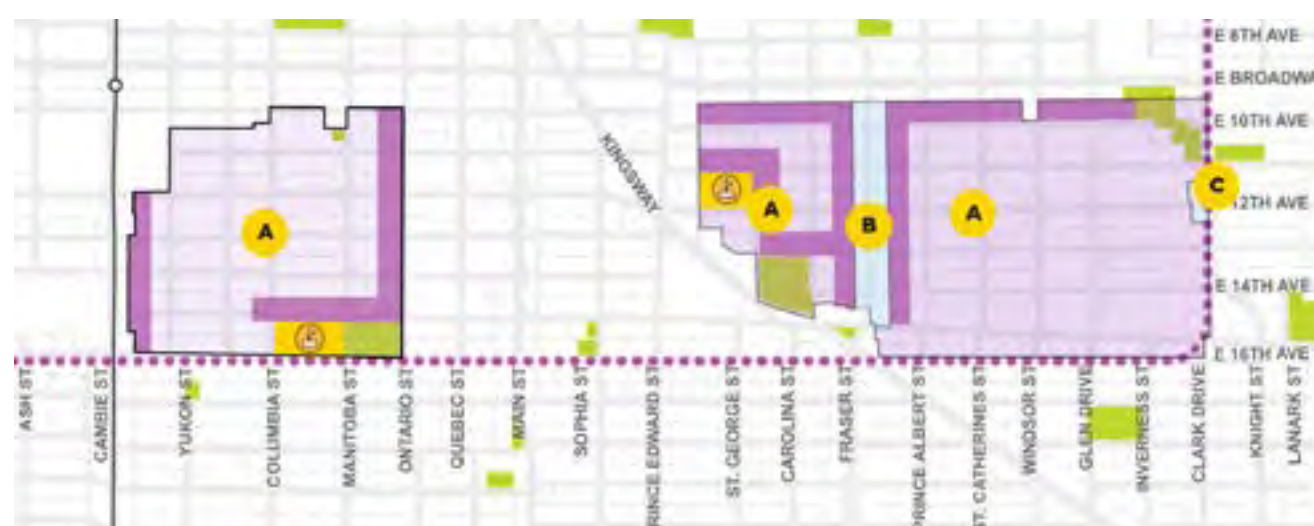 E 8TH AVE
E BROADWA
E 10TH AVE
KINGSWAY
C
12TH AVE
A
A
B
A
E 14TH AVE
E 16TH AVE
ASH ST
CAMBIE ST
YUKON ST
COLUMBIA ST
MANTOBA ST
ONTARIO ST
QUEBEC ST
MAIN ST
SOPHIA ST
RINCE EDWARD ST
ST. GEORGE ST
CAROLINA ST
FRASER ST
PRINCE ALBERT ST
ST. CATHERINES ST
WINDSOR ST
GLEN DRIVE
INVERNESS ST
CLARK DRIVE
KNIGHT ST
LANARK ST